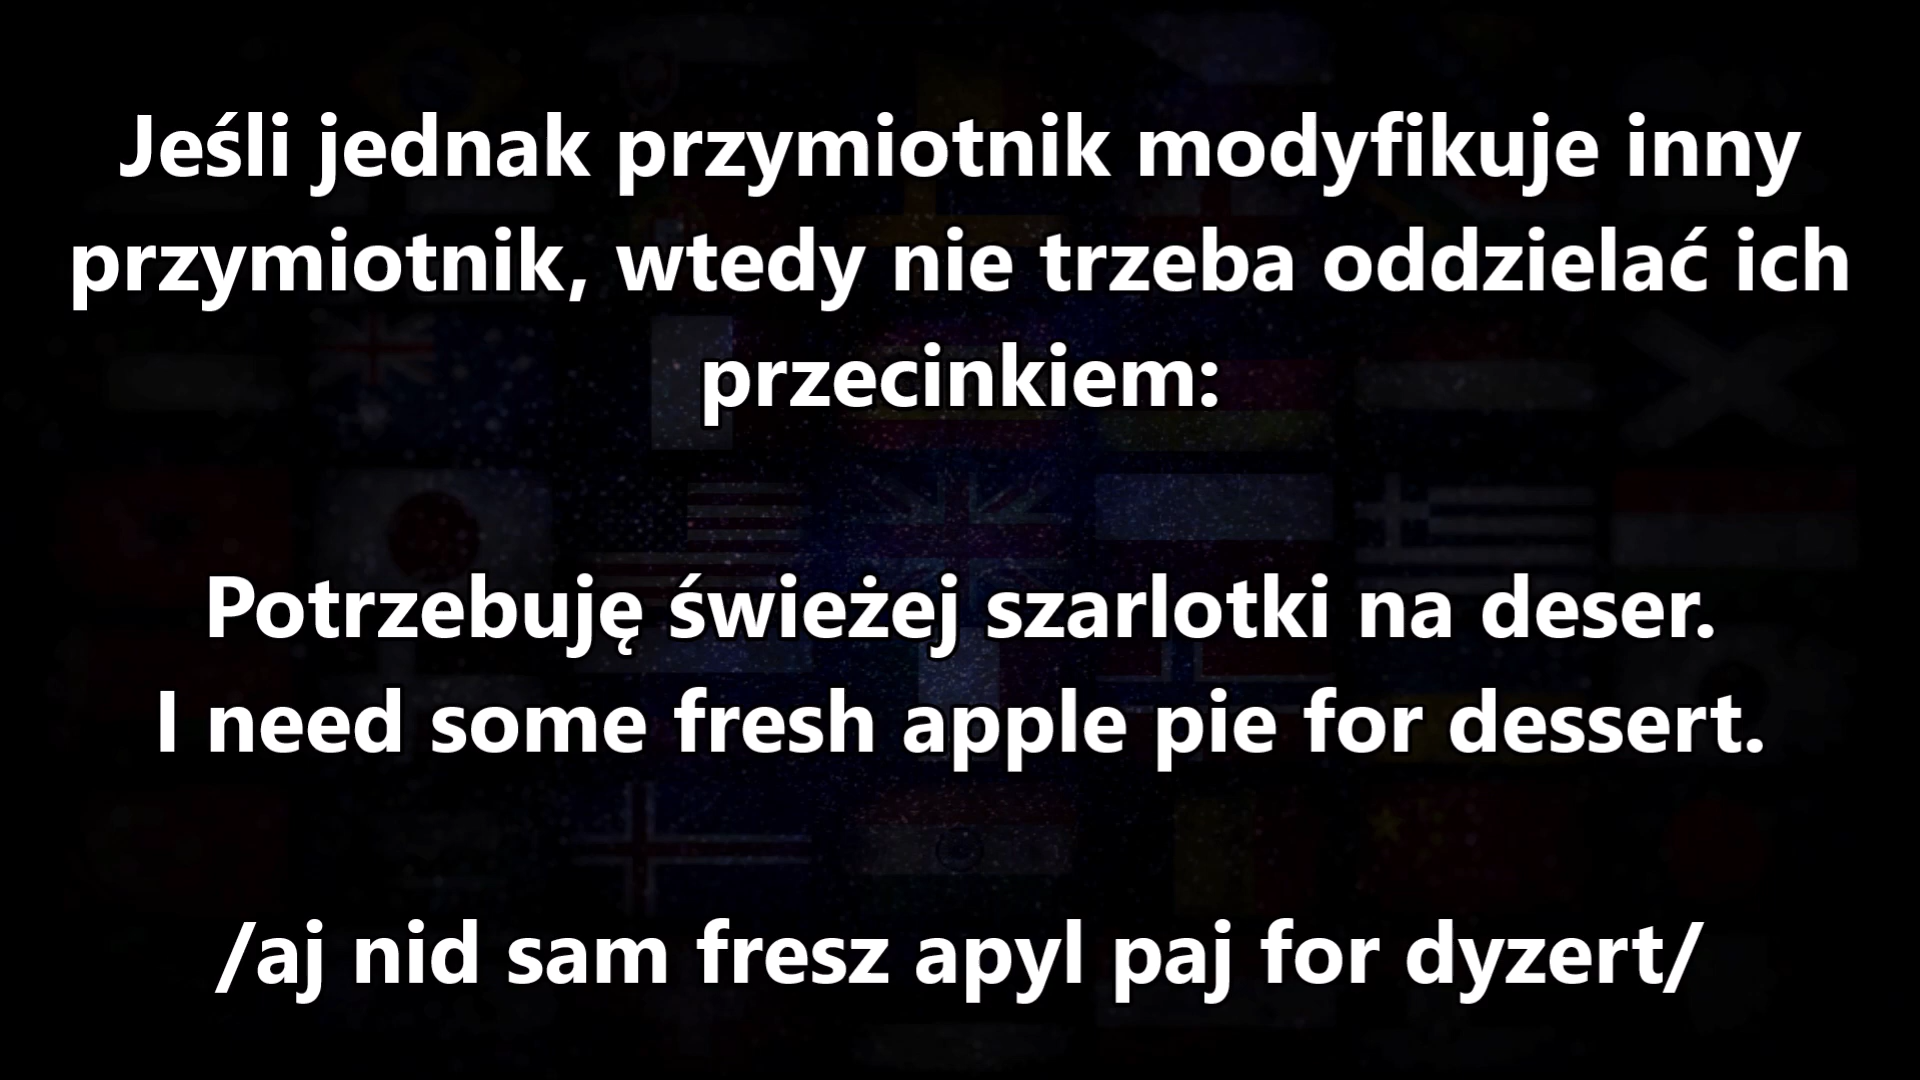 Jeśli jednak przymiotnik modyfikuje inny
przymiotnik, wtedy nie trzeba oddzielać ich
przecinkiem:
Potrzebuję świeżej szarlotki na deser.
I need some fresh apple pie for dessert.
/aj nid sam fresz apyl paj for dyzert/